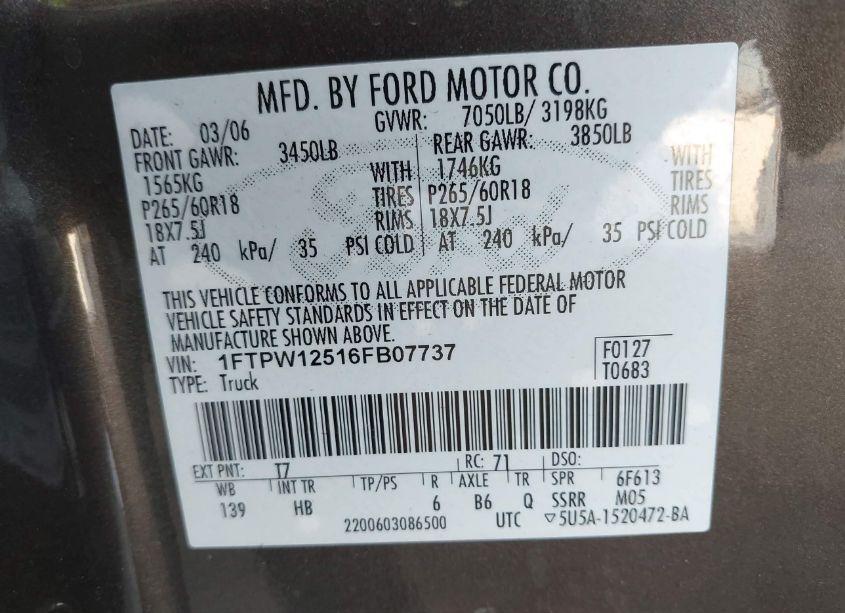 MFD. BY FORD MOTOR CO.
DATE: 03/06 GVWR: 7050LB/ 3198KG
FRONT GAWR: 3450LB REAR GAWR: 3850LB
1565KG WITH 1746KG WITH
P265/60R18 TIRES P265/60R18 TIRES
18X7.5J RIMS 18X7.5J RIMS
AT 240 kPa/ 35 PSI COLD AT 240 kPa/ 35 PSI COLD
THIS VEHICLE CONFORMS TO ALL APPLICABLE FEDERAL MOTOR
VEHICLE SAFETY STANDARDS IN EFFECT ON THE DATE OF
MANUFACTURE SHOWN ABOVE.
VIN: 1FTPW12516FB07737 F0127
TYPE: Truck T0683
EXT PNT: T7 RC: 71 DSO:
WB INT TR TP/PS R AXLE TR SPR 6F613
139 HB 6 B6 Q SSRR M05
2200603086500 UTC ▽5U5A-1520472-BA